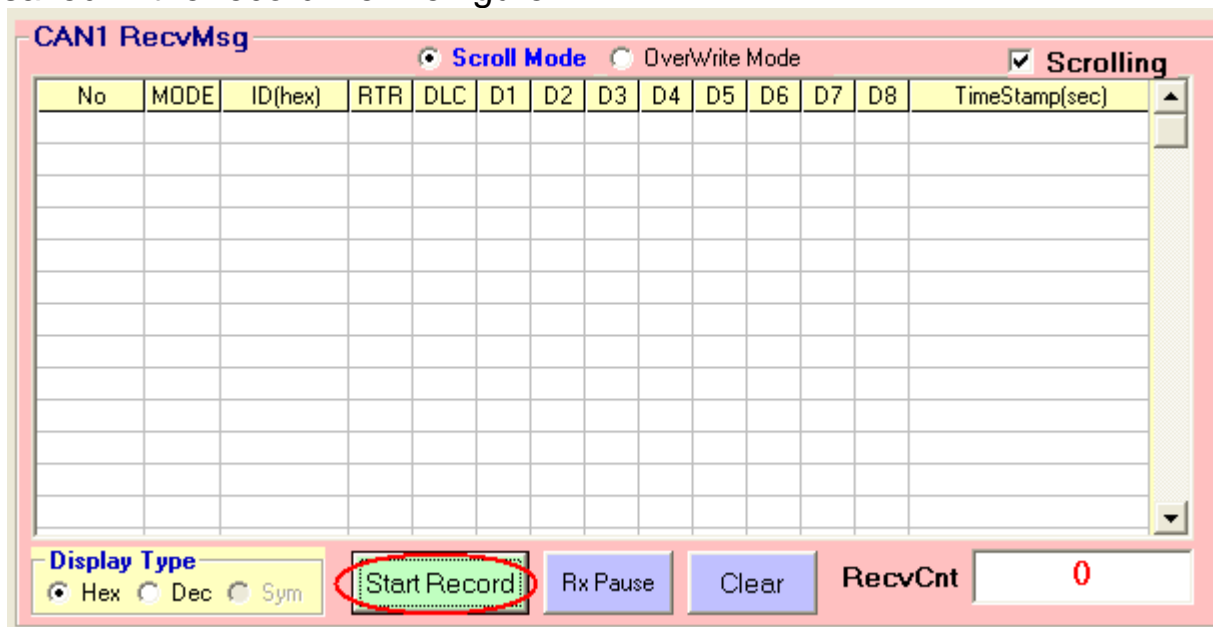 CAN1 RecvMsg
Scroll Mode OverWrite Mode Scrolling
No MODE ID(hex) RTR DLC D1 D2 D3 D4 D5 D6 D7 D8 TimeStamp(sec)
Display Type
Hex Dec Sym Start Record Rx Pause Clear RecvCnt 0